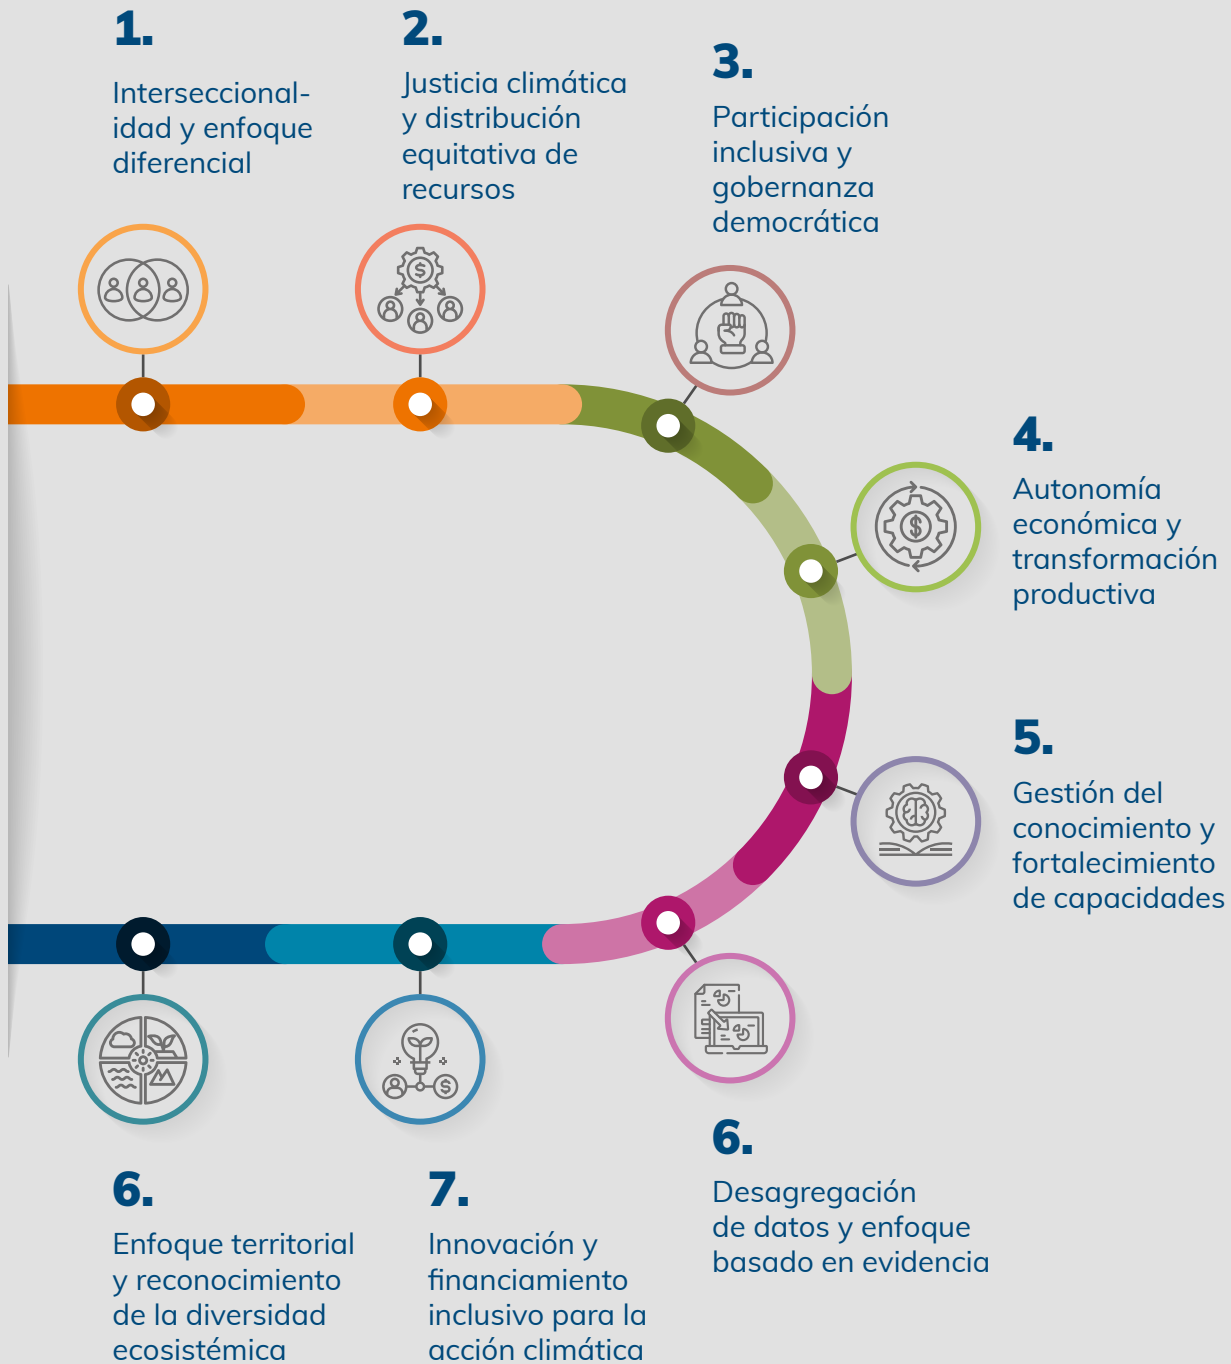 1.
Interseccional-
idad y enfoque
diferencial
2.
Justicia climática
y distribución
equitativa de
recursos
3.
Participación
inclusiva y
gobernanza
democrática
4.
Autonomía
económica y
transformación
productiva
5.
Gestión del
conocimiento y
fortalecimiento
de capacidades
6.
Desagregación
de datos y enfoque
basado en evidencia
7.
Innovación y
financiamiento
inclusivo para la
acción climática
6.
Enfoque territorial
y reconocimiento
de la diversidad
ecosistémica